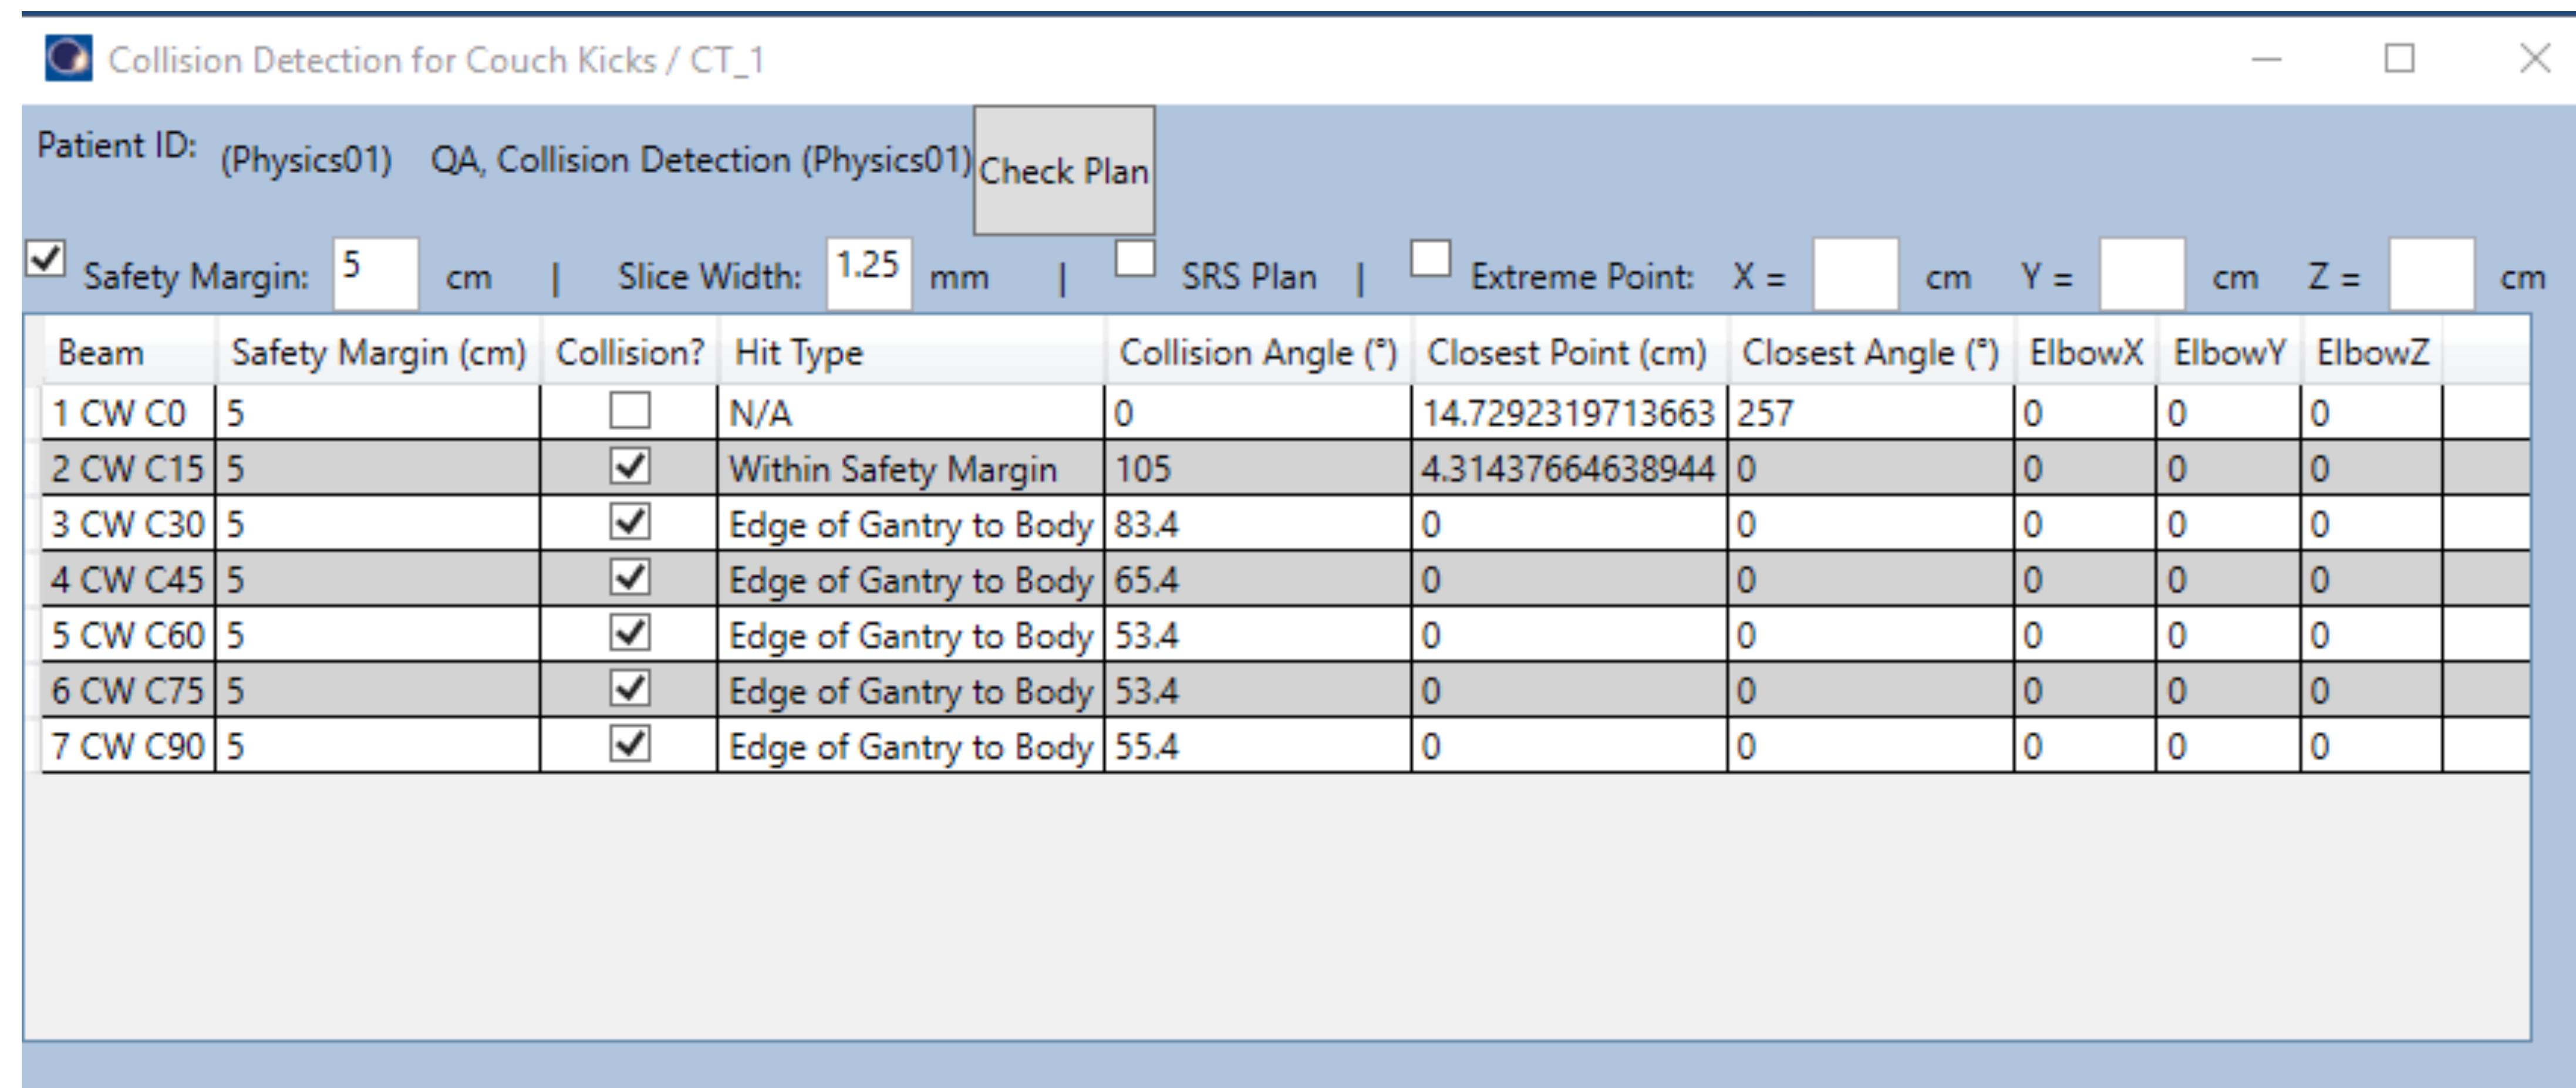 Collision Detection for Couch Kicks / CT_1
Patient ID: (Physics01) QA, Collision Detection (Physics01) Check Plan
Safety Margin: 5 cm | Slice Width: 1.25 mm | SRS Plan | Extreme Point: X = cm Y = cm Z = cm
Beam Safety Margin (cm) Collision? Hit Type Collision Angle (°) Closest Point (cm) Closest Angle (°) ElbowX ElbowY ElbowZ
1 CW C0 5 N/A 0 14.7292319713663 257 0 0 0
2 CW C15 5 Within Safety Margin 105 4.31437664638944 0 0 0 0
3 CW C30 5 Edge of Gantry to Body 83.4 0 0 0 0 0
4 CW C45 5 Edge of Gantry to Body 65.4 0 0 0 0 0
5 CW C60 5 Edge of Gantry to Body 53.4 0 0 0 0 0
6 CW C75 5 Edge of Gantry to Body 53.4 0 0 0 0 0
7 CW C90 5 Edge of Gantry to Body 55.4 0 0 0 0 0